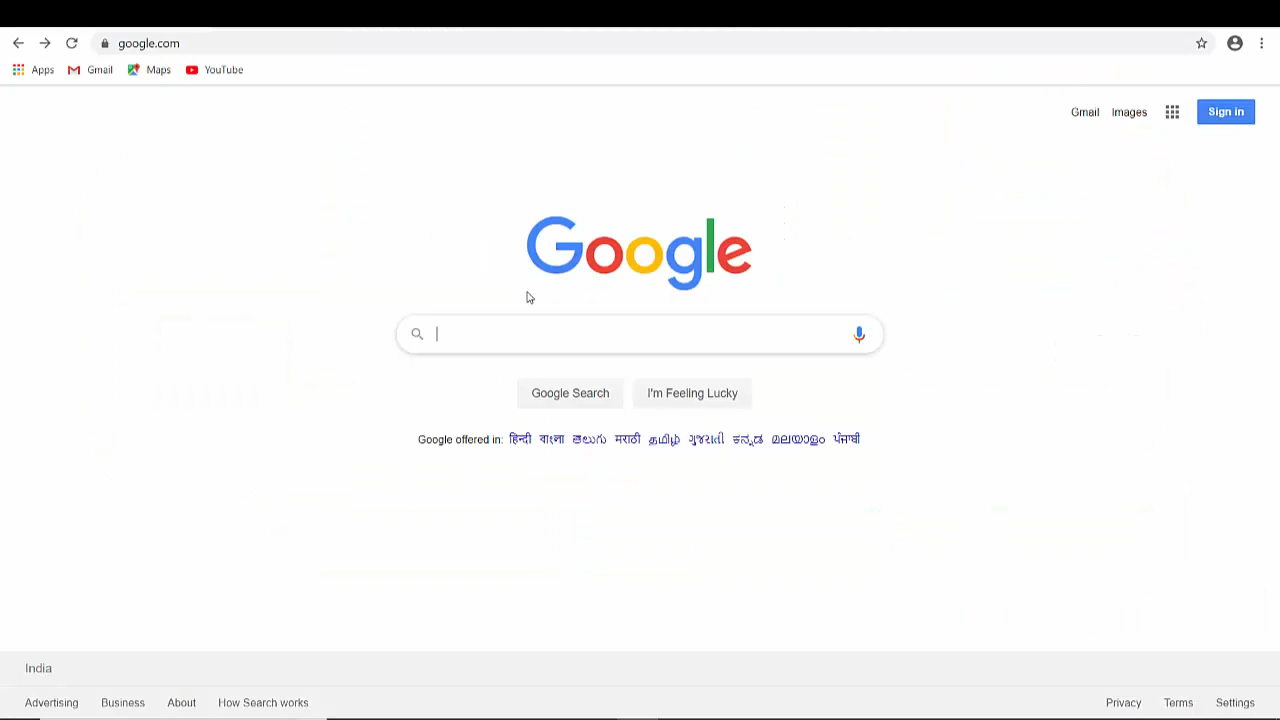 google.com
Apps Gmail Maps YouTube
Gmail Images Sign in
Google
Google Search I'm Feeling Lucky
Google offered in: हिन्दी বাংলা తెలుగు मराठी தமிழ் ગુજરાતી ಕನ್ನಡ മലയാളം ਪੰਜਾਬੀ
India
Advertising Business About How Search works Privacy Terms Settings